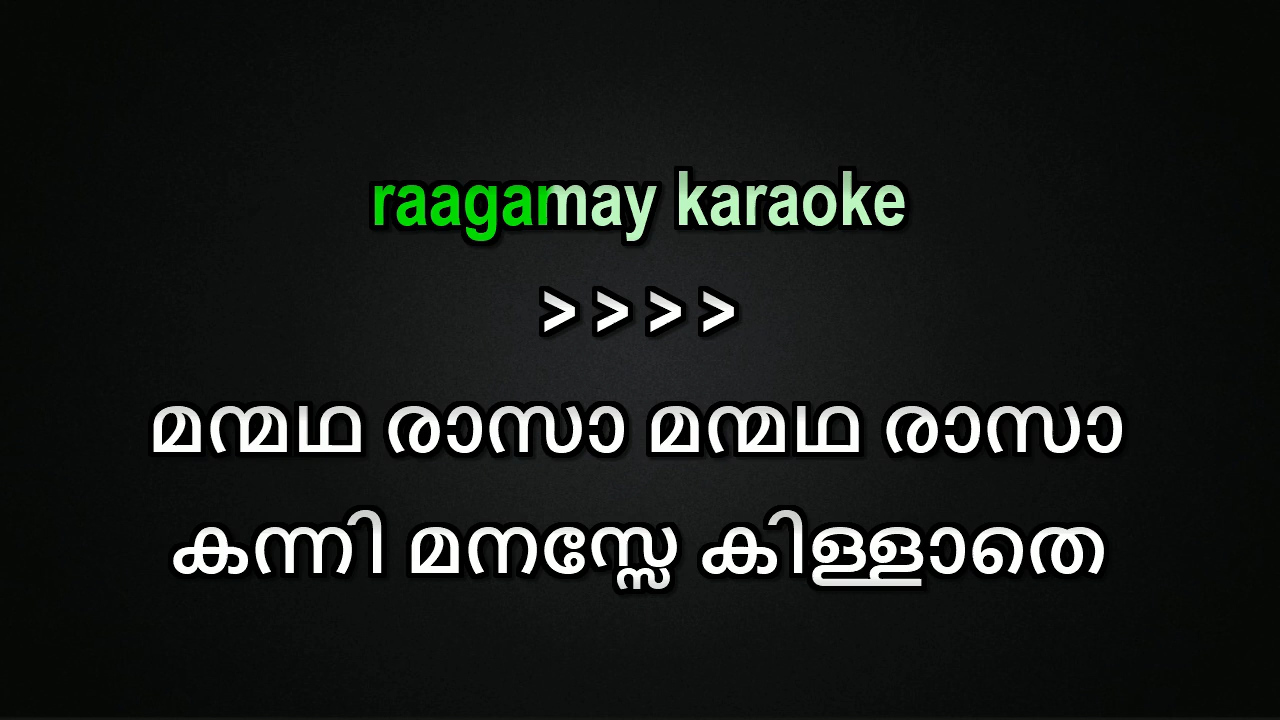 raagamay karaoke
> > > >
മന്മഥ രാസാ മന്മഥ രാസാ
കന്നി മനസ്സേ കിള്ളാതെ